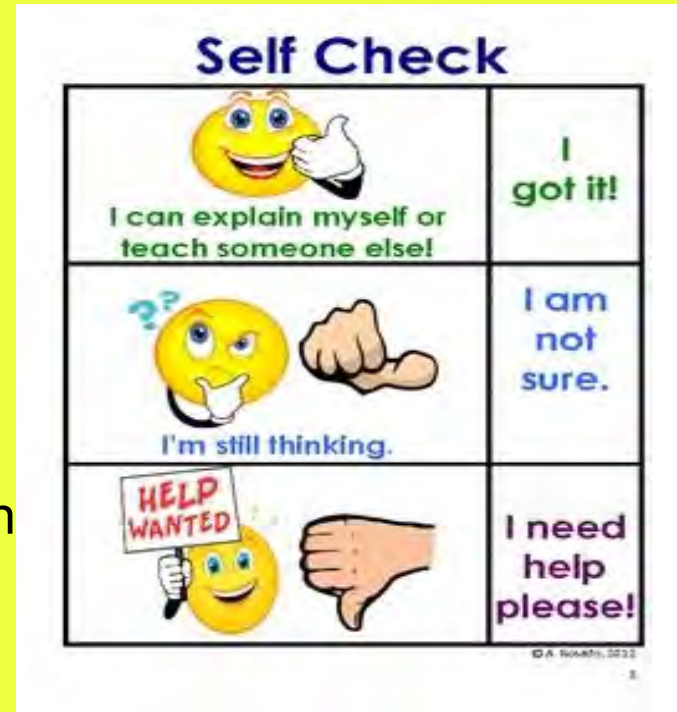 Self Check
I can explain myself or
teach someone else!
I
got it!
??
I'm still thinking.
I am
not
sure.
HELP
WANTED
I need
help
please!
n
2012